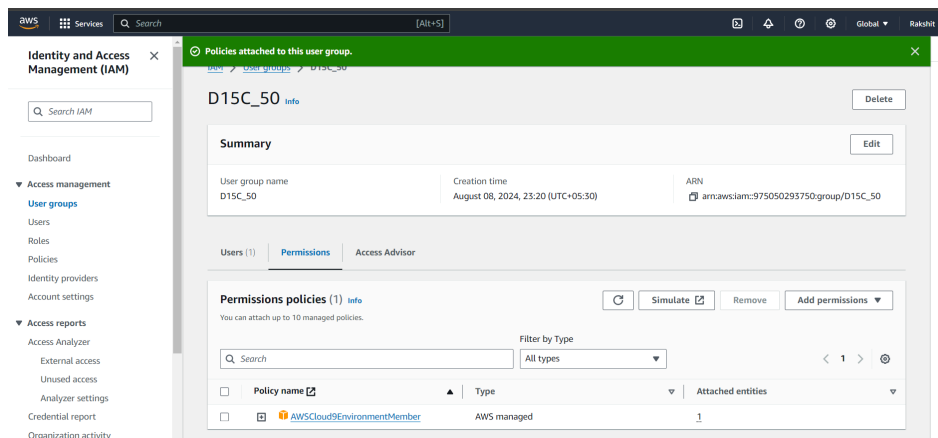 aws
Services
Search
[Alt+S]
Global
Rakshit
Identity and Access Management (IAM)
Search IAM
Dashboard
Access management
User groups
Users
Roles
Policies
Identity providers
Account settings
Access reports
Access Analyzer
External access
Unused access
Analyzer settings
Credential report
Organization activity
Policies attached to this user group.
IAM > User groups > D15C_50
D15C_50 Info
Delete
Summary
Edit
User group name
D15C_50
Creation time
August 08, 2024, 23:20 (UTC+05:30)
ARN
arn:aws:iam::975050293750:group/D15C_50
Users (1)
Permissions
Access Advisor
Permissions policies (1) Info
You can attach up to 10 managed policies.
Simulate
Remove
Add permissions
Filter by Type
Search
All types
1
Policy name
Type
Attached entities
AWSCloud9EnvironmentMember
AWS managed
1